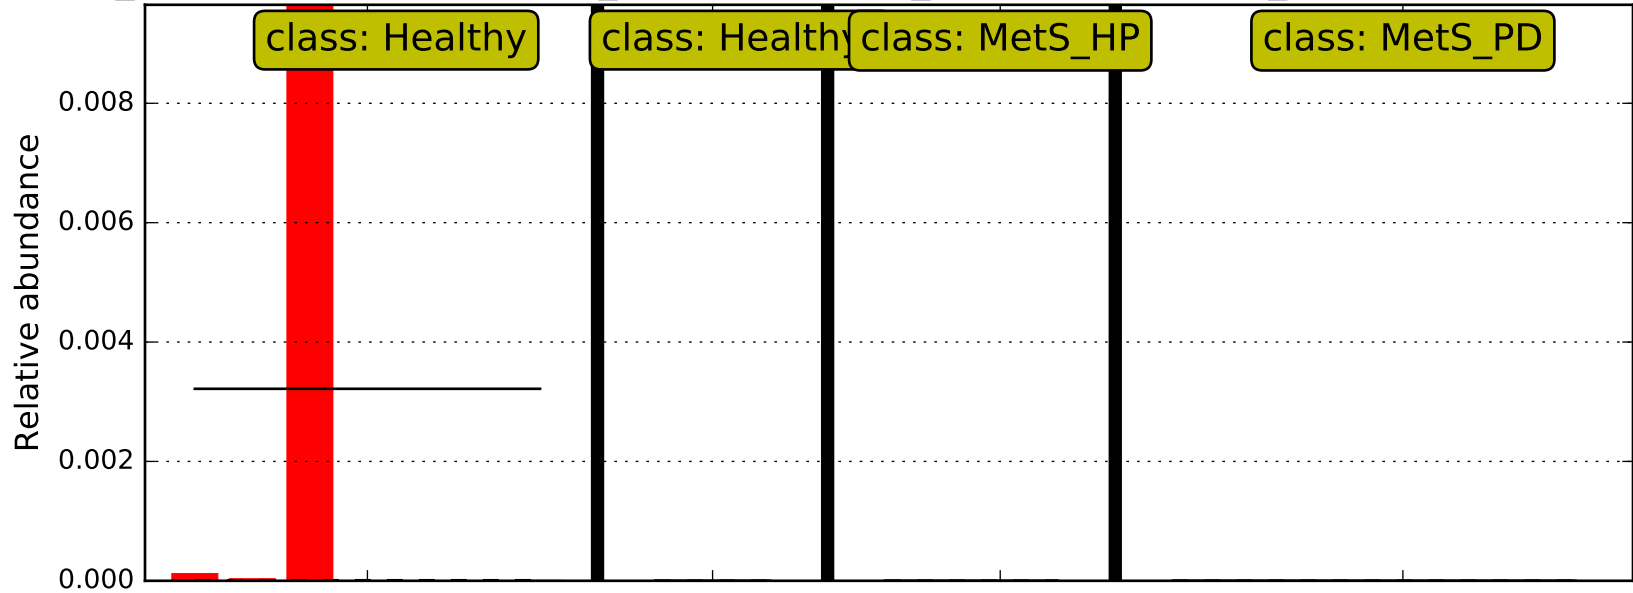 class: Healthy
class: Healthy
class: MetS_HP
class: MetS_PD
0.008
0.006
0.004
0.002
0.000
Relative abundance